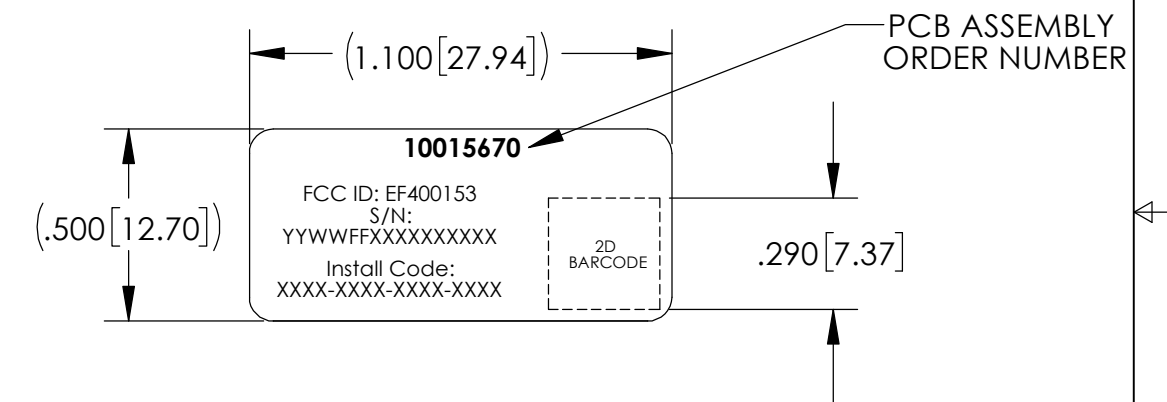 PCB ASSEMBLY
ORDER NUMBER
(1.100[27.94])
10015670
FCC ID: EF400153
S/N:
YYWWFFXXXXXXXXXX
Install Code:
XXXX-XXXX-XXXX-XXXX
2D
BARCODE
(.500[12.70])
.290[7.37]